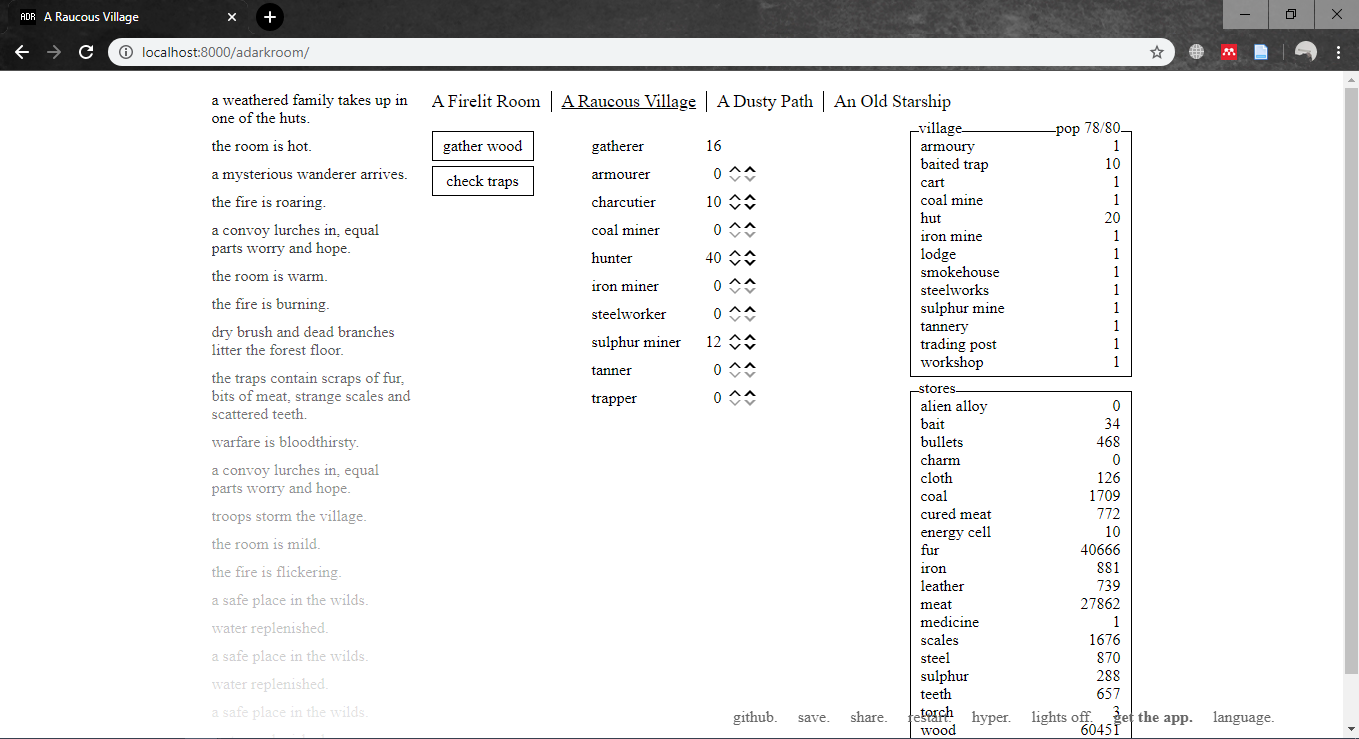 ADR A Raucous Village
localhost:8000/adarkroom/
a weathered family takes up in
one of the huts.
the room is hot.
a mysterious wanderer arrives.
the fire is roaring.
a convoy lurches in, equal
parts worry and hope.
the room is warm.
the fire is burning.
dry brush and dead branches
litter the forest floor.
the traps contain scraps of fur,
bits of meat, strange scales and
scattered teeth.
warfare is bloodthirsty.
a convoy lurches in, equal
parts worry and hope.
troops storm the village.
the room is mild.
the fire is flickering.
a safe place in the wilds.
water replenished.
a safe place in the wilds.
water replenished.
a safe place in the wilds.
A Firelit Room A Raucous Village A Dusty Path An Old Starship
gather wood
check traps
gatherer 16
armourer 0
charcutier 10
coal miner 0
hunter 40
iron miner 0
steelworker 0
sulphur miner 12
tanner 0
trapper 0
village pop 78/80
armoury 1
baited trap 10
cart 1
coal mine 1
hut 20
iron mine 1
lodge 1
smokehouse 1
steelworks 1
sulphur mine 1
tannery 1
trading post 1
workshop 1
stores
alien alloy 0
bait 34
bullets 468
charm 0
cloth 126
coal 1709
cured meat 772
energy cell 10
fur 40666
iron 881
leather 739
meat 27862
medicine 1
scales 1676
steel 870
sulphur 288
teeth 657
torch 3
wood 60451
github. save. share. restart. hyper. lights off. get the app. language.